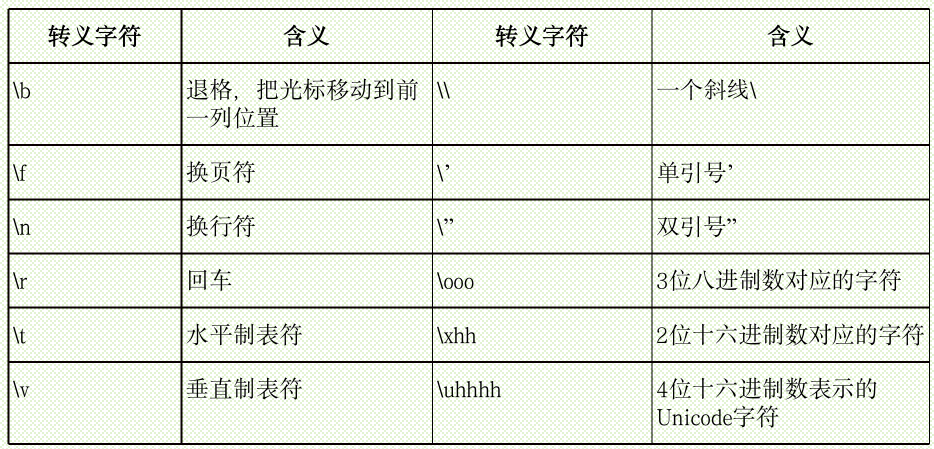 转义字符 含义 转义字符 含义
\b 退格，把光标移动到前 \\ 一个斜线\
一列位置
\f 换页符 \’ 单引号’
\n 换行符 \” 双引号”
\r 回车 \ooo 3位八进制数对应的字符
\t 水平制表符 \xhh 2位十六进制数对应的字符
\v 垂直制表符 \uhhhh 4位十六进制数表示的
Unicode字符